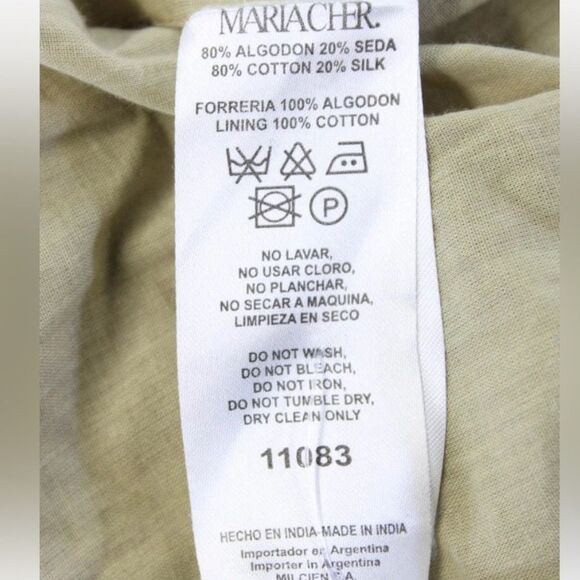 MARIACHER.
80% ALGODON 20% SEDA
80% COTTON 20% SILK
FORRERIA 100% ALGODON
LINING 100% COTTON
P
NO LAVAR,
NO USAR CLORO,
NO PLANCHAR,
NO SECAR A MAQUINA,
LIMPIEZA EN SECO
DO NOT WASH,
DO NOT BLEACH,
DO NOT IRON,
DO NOT TUMBLE DRY,
DRY CLEAN ONLY
11083
HECHO EN INDIA-MADE IN INDIA
Importador en Argentina
Importer in Argentina
MILCIEN S.A.